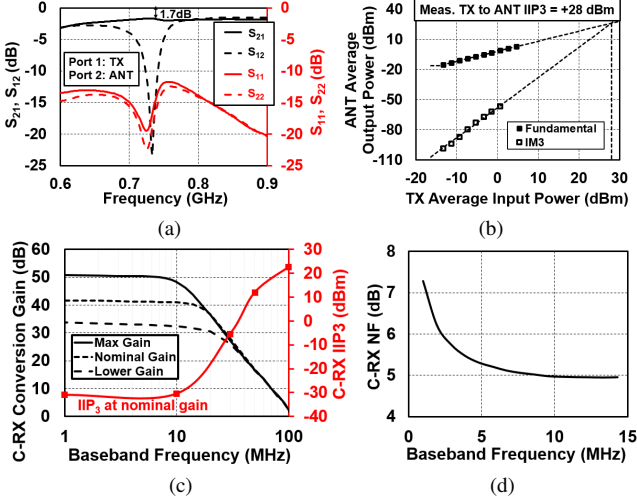 1.7dB
0
-5
-10
-15
-20
-25
S21, S12 (dB)
Port 1: TX
Port 2: ANT
S21
S12
S11
S22
0
-5
-10
-15
-20
-25
S11, S22 (dB)
0.6
0.7
0.8
0.9
Frequency (GHz)
(a)
Meas. TX to ANT IIP3 = +28 dBm
40
10
-20
-50
-80
-110
ANT Average
Output Power (dBm)
Fundamental
IM3
-20
-10
0
10
20
30
TX Average Input Power (dBm)
(b)
60
50
40
30
20
10
0
C-RX Conversion Gain (dB)
Max Gain
Nominal Gain
Lower Gain
IIP3 at nominal gain
30
20
10
0
-10
-20
-30
-40
C-RX IIP3 (dBm)
1
10
100
Baseband Frequency (MHz)
(c)
8
7
6
5
4
C-RX NF (dB)
0
5
10
15
Baseband Frequency (MHz)
(d)